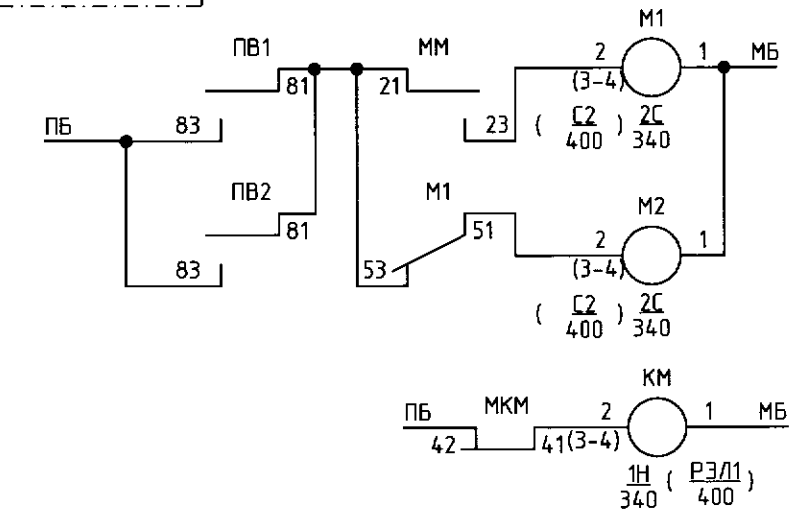 М1
ПВ1 ММ 2 1 МБ
81 21 (3-4)
ПБ 83 23 ( С2/400 ) 2С/340
ПВ2 М1 М2
81 51 2 1
83 53 (3-4)
( С2/400 ) 2С/340
КМ
ПБ МКМ 2 1 МБ
42 41 (3-4)
1Н/340 ( РЭЛ1/400 )